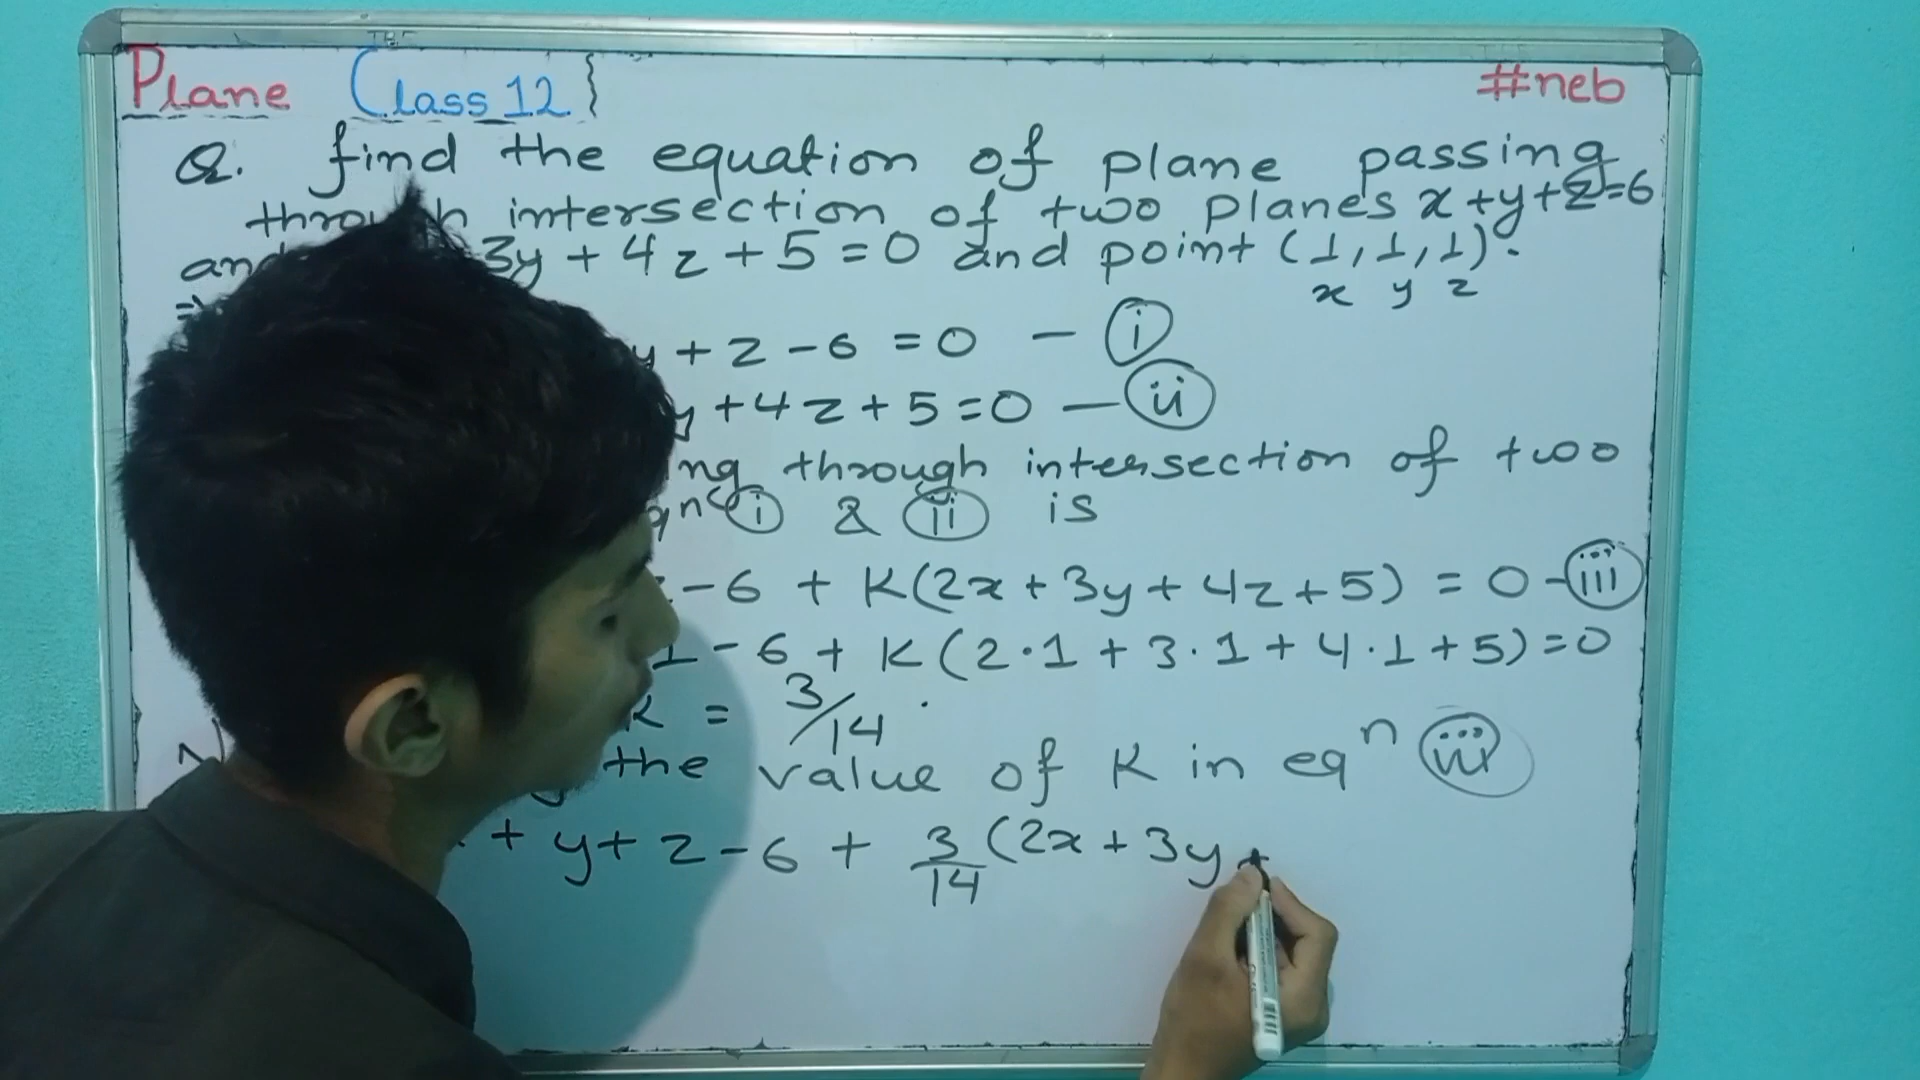 Plane Class 12 } #neb
Q. find the equation of plane passing
through intersection of two planes x+y+z=6
and 3y + 4z + 5 = 0 and point (1,1,1).
x y z
y + z - 6 = 0 - (i)
y + 4z + 5 = 0 - (ii)
ng through intersection of two
qⁿ (i) & (ii) is
- 6 + K(2x + 3y + 4z + 5) = 0 - (iii)
1 - 6 + K(2·1 + 3·1 + 4·1 + 5) = 0
K = 3/14.
the value of K in eqⁿ (iii)
+ y + z - 6 + 3/14 (2x + 3y +